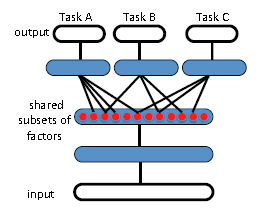 Task A Task B Task C
output
shared
subsets of
factors
input